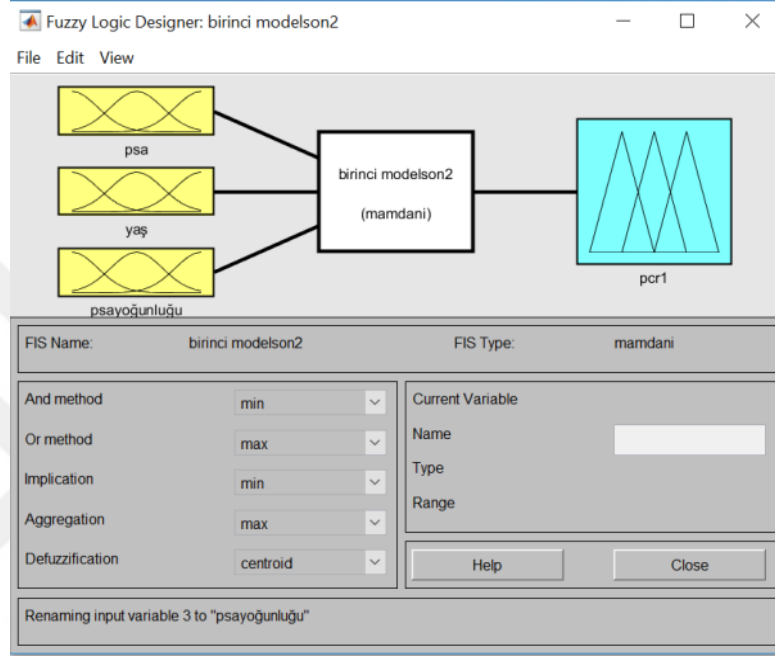 Fuzzy Logic Designer: birinci modelson2
File Edit View
psa
yaş
psayoğunluğu
birinci modelson2
(mamdani)
pcr1
FIS Name: birinci modelson2 FIS Type: mamdani
And method min
Or method max
Implication min
Aggregation max
Defuzzification centroid
Current Variable
Name
Type
Range
Help Close
Renaming input variable 3 to "psayoğunluğu"